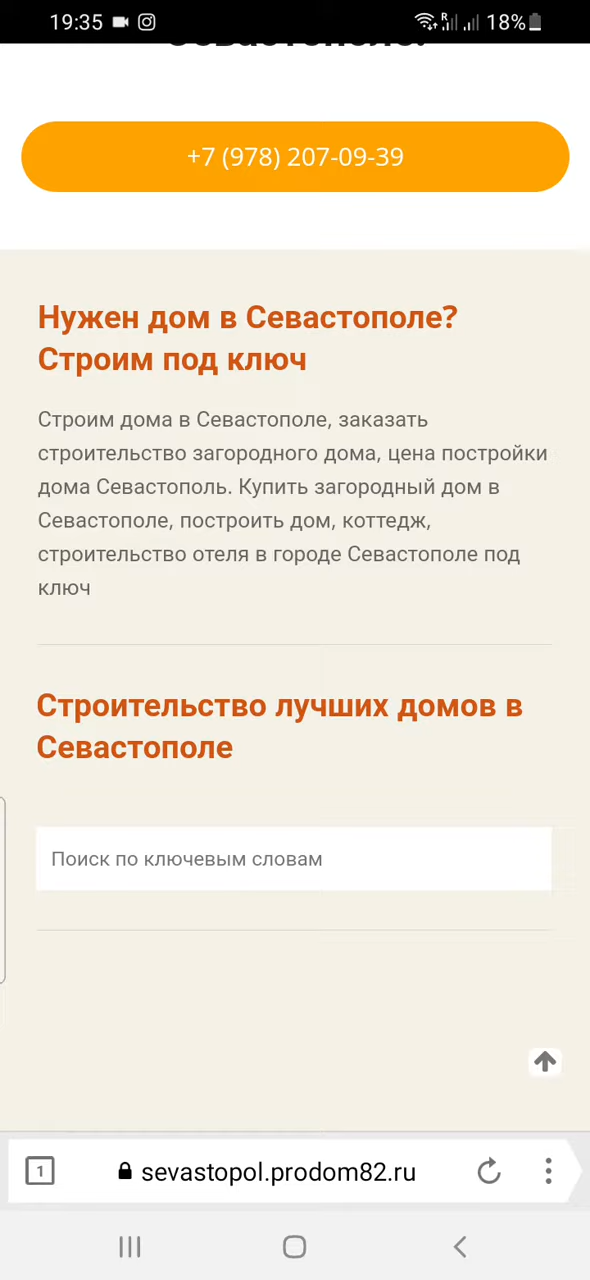 19:35
R
18%
+7 (978) 207-09-39
Нужен дом в Севастополе?
Строим под ключ
Строим дома в Севастополе, заказать
строительство загородного дома, цена постройки
дома Севастополь. Купить загородный дом в
Севастополе, построить дом, коттедж,
строительство отеля в городе Севастополе под
ключ
Строительство лучших домов в
Севастополе
Поиск по ключевым словам
1
sevastopol.prodom82.ru